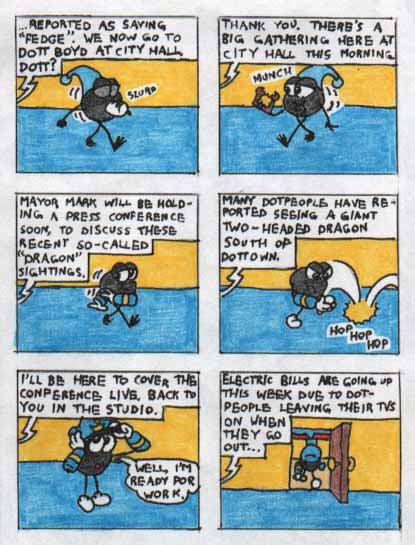 ...REPORTED AS SAYING
"FEDGE". WE NOW GO TO
DOTT BOYD AT CITY HALL.
DOTT?
SLURP
THANK YOU. THERE'S A
BIG GATHERING HERE AT
CITY HALL THIS MORNING.
MUNCH
MAYOR MARK WILL BE HOLD-
ING A PRESS CONFERENCE
SOON, TO DISCUSS THESE
RECENT SO-CALLED
"DRAGON"
SIGHTINGS.
MANY DOTPEOPLE HAVE RE-
PORTED SEEING A GIANT
TWO-HEADED DRAGON
SOUTH OF
DOTTOWN.
HOP
HOP
HOP
I'LL BE HERE TO COVER THE
CONFERENCE LIVE. BACK TO
YOU IN THE STUDIO.
WELL, I'M
READY FOR
WORK.
ELECTRIC BILLS ARE GOING UP
THIS WEEK DUE TO DOT-
PEOPLE LEAVING THEIR TVS
ON WHEN
THEY GO
OUT...